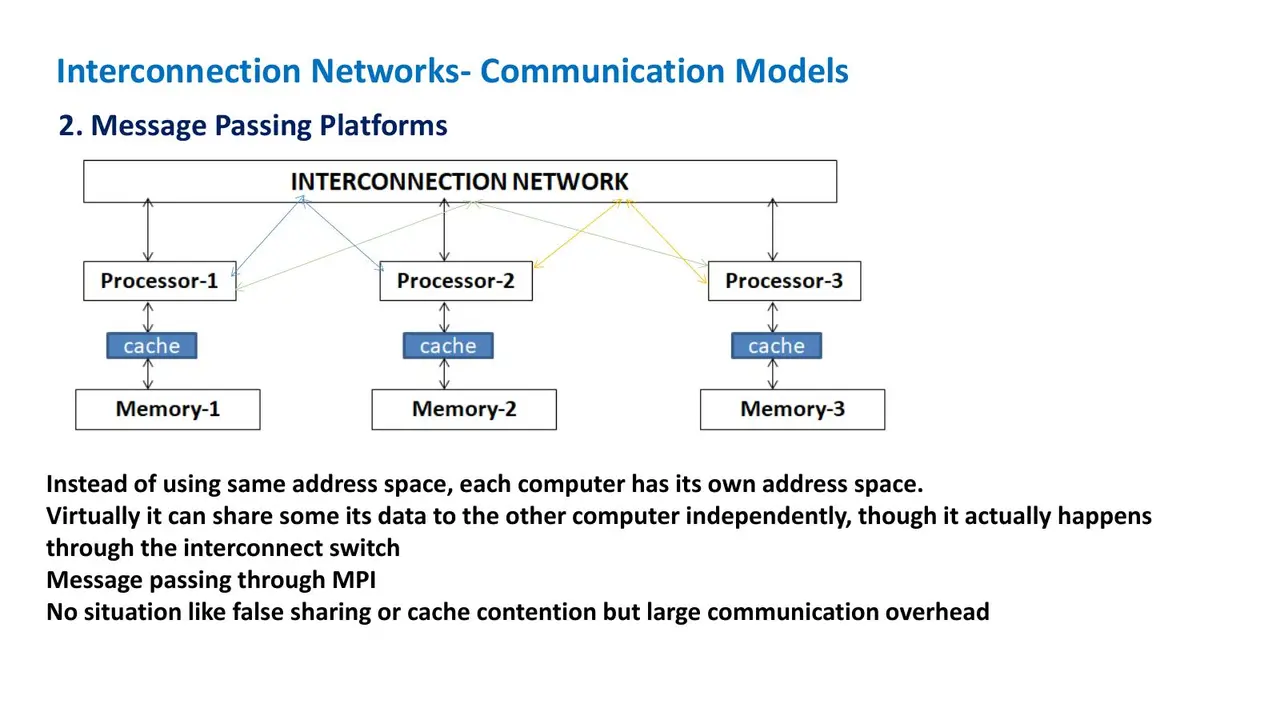 Interconnection Networks- Communication Models
2. Message Passing Platforms
INTERCONNECTION NETWORK
Processor-1 Processor-2 Processor-3
cache cache cache
Memory-1 Memory-2 Memory-3
Instead of using same address space, each computer has its own address space.
Virtually it can share some its data to the other computer independently, though it actually happens
through the interconnect switch
Message passing through MPI
No situation like false sharing or cache contention but large communication overhead